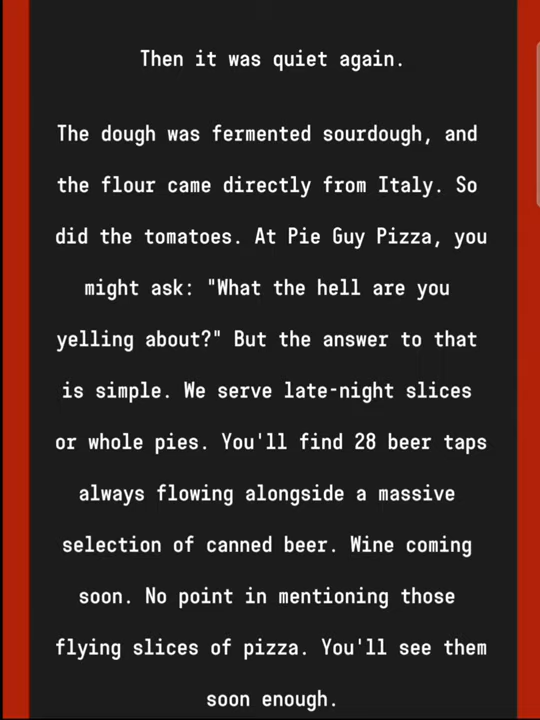 Then it was quiet again.
The dough was fermented sourdough, and
the flour came directly from Italy. So
did the tomatoes. At Pie Guy Pizza, you
might ask: "What the hell are you
yelling about?" But the answer to that
is simple. We serve late-night slices
or whole pies. You'll find 28 beer taps
always flowing alongside a massive
selection of canned beer. Wine coming
soon. No point in mentioning those
flying slices of pizza. You'll see them
soon enough.